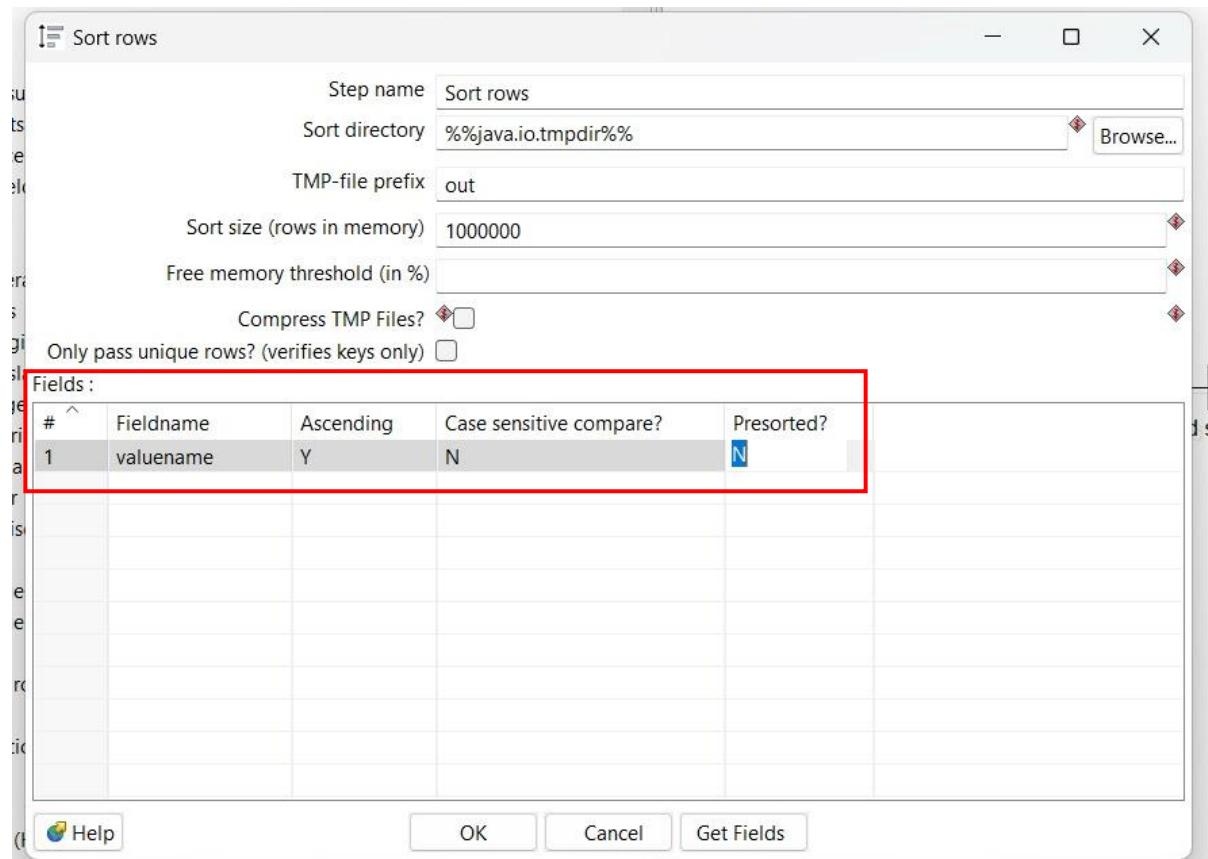 Sort rows
Step name Sort rows
Sort directory %%java.io.tmpdir%% Browse...
TMP-file prefix out
Sort size (rows in memory) 1000000
Free memory threshold (in %)
Compress TMP Files?
Only pass unique rows? (verifies keys only)
Fields :
# Fieldname Ascending Case sensitive compare? Presorted?
1 valuename Y N N
Help OK Cancel Get Fields